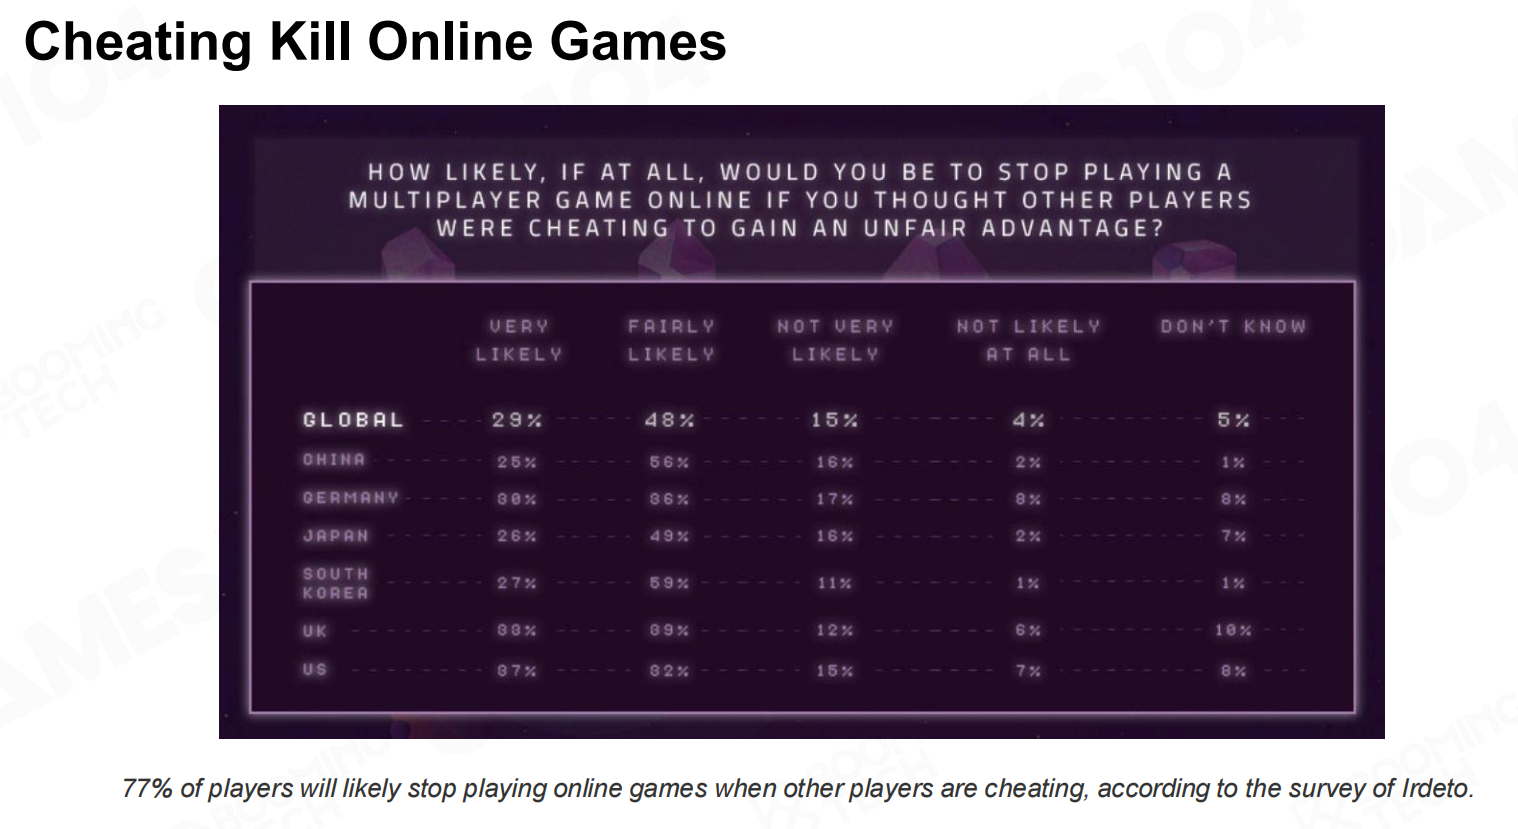 Cheating Kill Online Games
HOW LIKELY, IF AT ALL, WOULD YOU BE TO STOP PLAYING A
MULTIPLAYER GAME ONLINE IF YOU THOUGHT OTHER PLAYERS
WERE CHEATING TO GAIN AN UNFAIR ADVANTAGE?
VERY LIKELY FAIRLY LIKELY NOT VERY LIKELY NOT LIKELY AT ALL DON'T KNOW
GLOBAL 29% 48% 15% 4% 5%
CHINA 25% 56% 16% 2% 1%
GERMANY 30% 36% 17% 8% 8%
JAPAN 26% 49% 16% 2% 7%
SOUTH KOREA 27% 59% 11% 1% 1%
UK 33% 39% 12% 6% 10%
US 37% 32% 15% 7% 8%
77% of players will likely stop playing online games when other players are cheating, according to the survey of Irdeto.